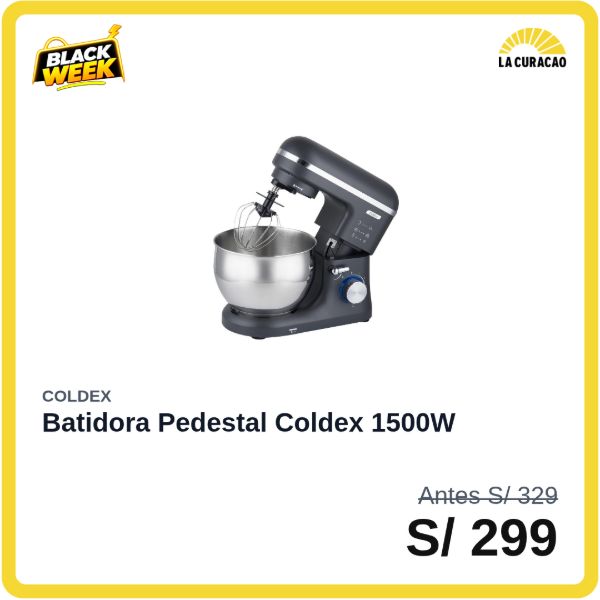 BLACK
WEEK
LA CURACAO
COLDEX
Batidora Pedestal Coldex 1500W
Antes S/ 329
S/ 299